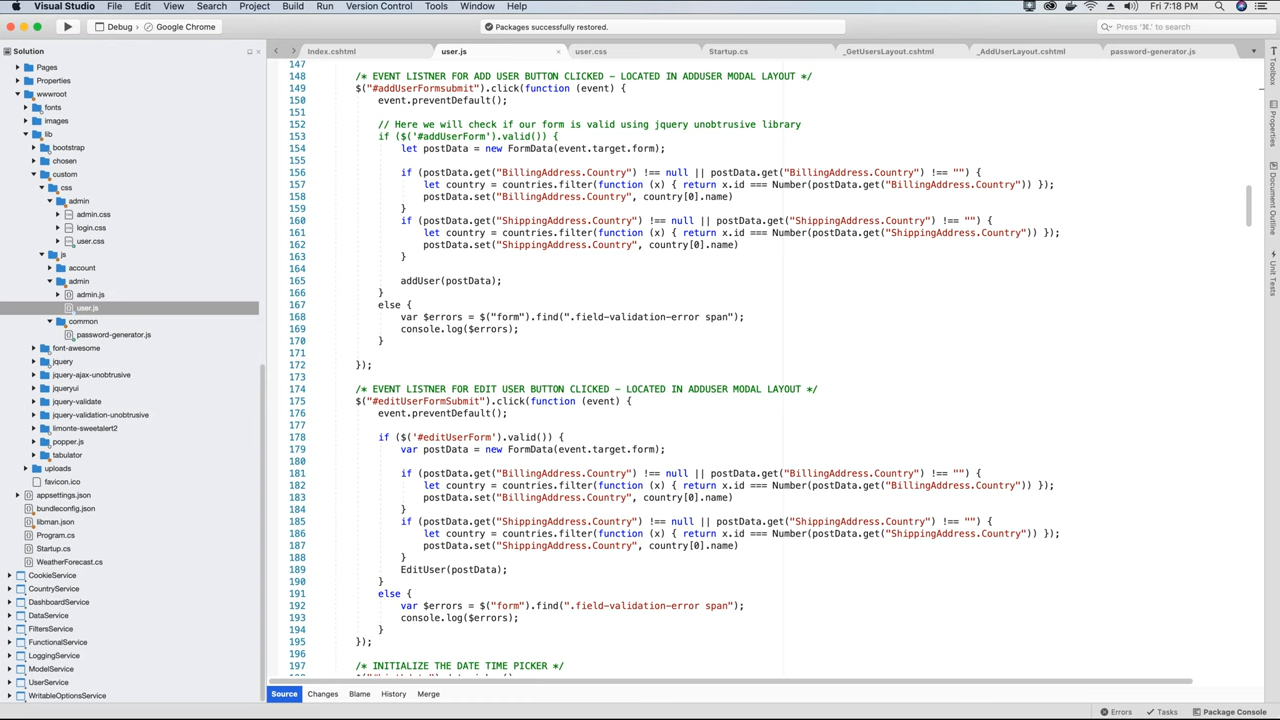 Visual Studio File Edit View Search Project Build Run Version Control Tools Window Help Fri 7:18 PM
Debug Google Chrome Packages successfully restored. Press '⌘.' to search
Solution
Index.cshtml user.js user.css Startup.cs _GetUsersLayout.cshtml _AddUserLayout.cshtml password-generator.js
Pages
Properties
wwwroot
fonts
images
lib
bootstrap
chosen
custom
css
admin
admin.css
login.css
user.css
js
account
admin
admin.js
user.js
common
password-generator.js
font-awesome
jquery
jquery-ajax-unobtrusive
jqueryui
jquery-validate
jquery-validation-unobtrusive
limonte-sweetalert2
popper.js
tabulator
uploads
favicon.ico
appsettings.json
bundleconfig.json
libman.json
Program.cs
Startup.cs
WeatherForecast.cs
CookieService
CountryService
DashboardService
DataService
FiltersService
FunctionalService
LoggingService
ModelService
UserService
WritableOptionsService
147
148 /* EVENT LISTNER FOR ADD USER BUTTON CLICKED – LOCATED IN ADDUSER MODAL LAYOUT */
149 $("#addUserFormsubmit").click(function (event) {
150 event.preventDefault();
151
152 // Here we will check if our form is valid using jquery unobtrusive library
153 if ($('#addUserForm').valid()) {
154 let postData = new FormData(event.target.form);
155
156 if (postData.get("BillingAddress.Country") !== null || postData.get("BillingAddress.Country") !== "") {
157 let country = countries.filter(function (x) { return x.id === Number(postData.get("BillingAddress.Country")) });
158 postData.set("BillingAddress.Country", country[0].name)
159 }
160 if (postData.get("ShippingAddress.Country") !== null || postData.get("ShippingAddress.Country") !== "") {
161 let country = countries.filter(function (x) { return x.id === Number(postData.get("ShippingAddress.Country")) });
162 postData.set("ShippingAddress.Country", country[0].name)
163 }
164
165 addUser(postData);
166 }
167 else {
168 var $errors = $("form").find(".field-validation-error span");
169 console.log($errors);
170 }
171
172 });
173
174 /* EVENT LISTNER FOR EDIT USER BUTTON CLICKED – LOCATED IN ADDUSER MODAL LAYOUT */
175 $("#editUserFormSubmit").click(function (event) {
176 event.preventDefault();
177
178 if ($('#editUserForm').valid()) {
179 var postData = new FormData(event.target.form);
180
181 if (postData.get("BillingAddress.Country") !== null || postData.get("BillingAddress.Country") !== "") {
182 let country = countries.filter(function (x) { return x.id === Number(postData.get("BillingAddress.Country")) });
183 postData.set("BillingAddress.Country", country[0].name)
184 }
185 if (postData.get("ShippingAddress.Country") !== null || postData.get("ShippingAddress.Country") !== "") {
186 let country = countries.filter(function (x) { return x.id === Number(postData.get("ShippingAddress.Country")) });
187 postData.set("ShippingAddress.Country", country[0].name)
188 }
189 EditUser(postData);
190 }
191 else {
192 var $errors = $("form").find(".field-validation-error span");
193 console.log($errors);
194 }
195 });
196
197 /* INITIALIZE THE DATE TIME PICKER */
Toolbox
Properties
Document Outline
Unit Tests
Source Changes Blame History Merge
Errors Tasks Package Console